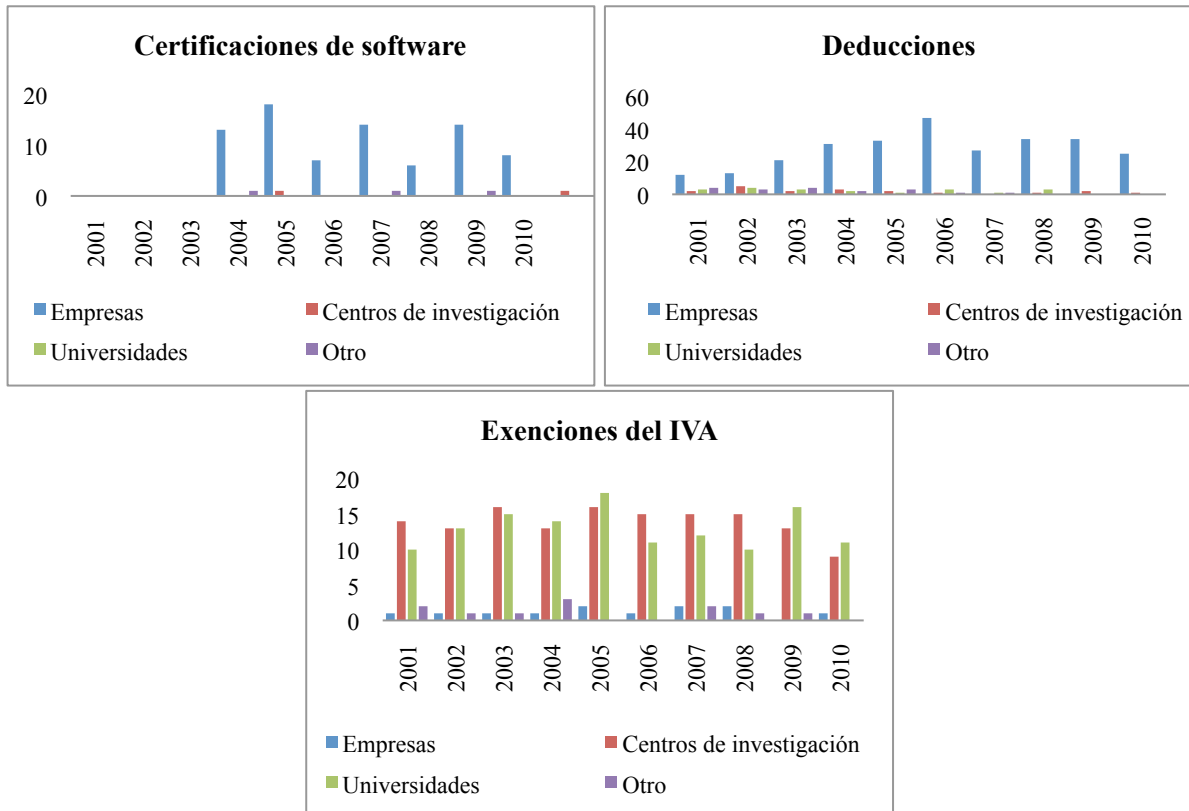 Certificaciones de software
20
10
0
2001
2002
2003
2004
2005
2006
2007
2008
2009
2010
Empresas
Centros de investigación
Universidades
Otro
Deducciones
60
40
20
0
2001
2002
2003
2004
2005
2006
2007
2008
2009
2010
Empresas
Centros de investigación
Universidades
Otro
Exenciones del IVA
20
15
10
5
0
2001
2002
2003
2004
2005
2006
2007
2008
2009
2010
Empresas
Centros de investigación
Universidades
Otro